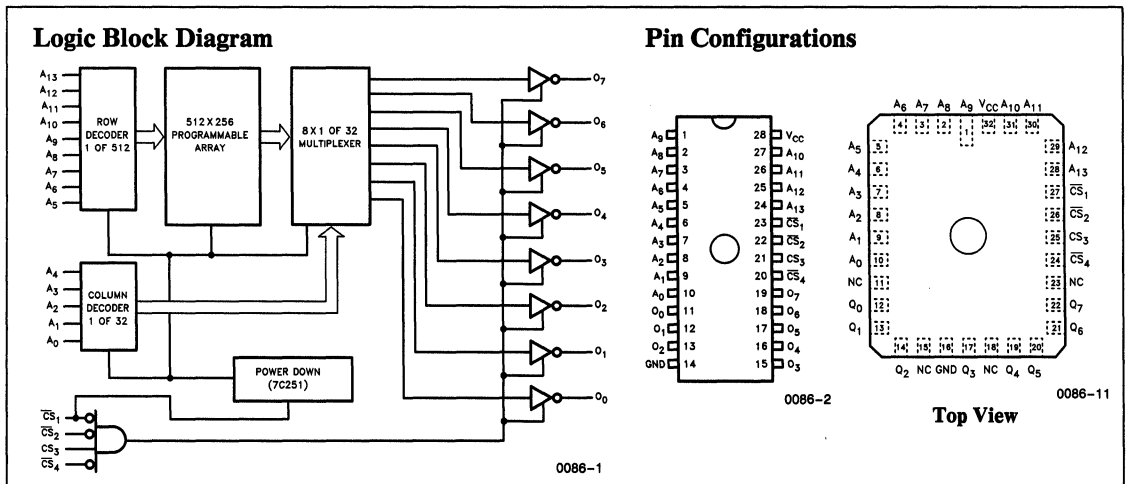 Logic Block Diagram
A13
A12
A11
A10
A9
A8
A7
A6
A5
ROW
DECODER
1 OF 512
512 X 256
PROGRAMMABLE
ARRAY
8 X 1 OF 32
MULTIPLEXER
A4
A3
A2
A1
A0
COLUMN
DECODER
1 OF 32
POWER DOWN
(7C251)
C̅S̅1
C̅S̅2
CS3
C̅S̅4
O7
O6
O5
O4
O3
O2
O1
O0
0086-1
Pin Configurations
A9 1 28 VCC
A8 2 27 A10
A7 3 26 A11
A6 4 25 A12
A5 5 24 A13
A4 6 23 C̅S̅1
A3 7 22 C̅S̅2
A2 8 21 CS3
A1 9 20 C̅S̅4
A0 10 19 O7
O0 11 18 O6
O1 12 17 O5
O2 13 16 O4
GND 14 15 O3
0086-2
A6 A7 A8 A9 VCC A10 A11
4 3 2 1 32 31 30
A5 5 29 A12
A4 6 28 A13
A3 7 27 C̅S̅1
A2 8 26 C̅S̅2
A1 9 25 CS3
A0 10 24 C̅S̅4
NC 11 23 NC
Q0 12 22 Q7
Q1 13 21 Q6
14 15 16 17 18 19 20
Q2 NC GND Q3 NC Q4 Q5
0086-11
Top View